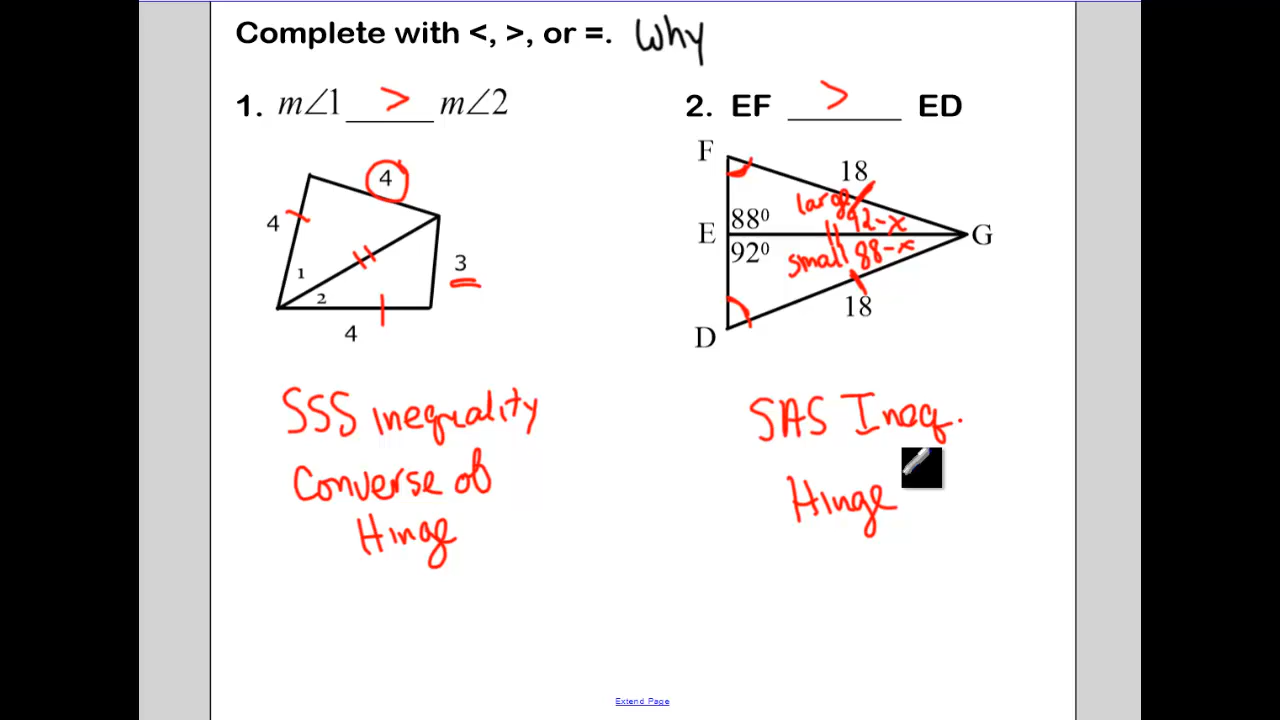 Complete with <, >, or =. Why
1. m∠1 > m∠2
4
4
1
2
3
4
SSS inequality
Converse of
Hinge
2. EF > ED
F
18
large 92-x
88⁰
E
G
92⁰
small 88-x
18
D
SAS Ineq.
Hinge
Extend Page